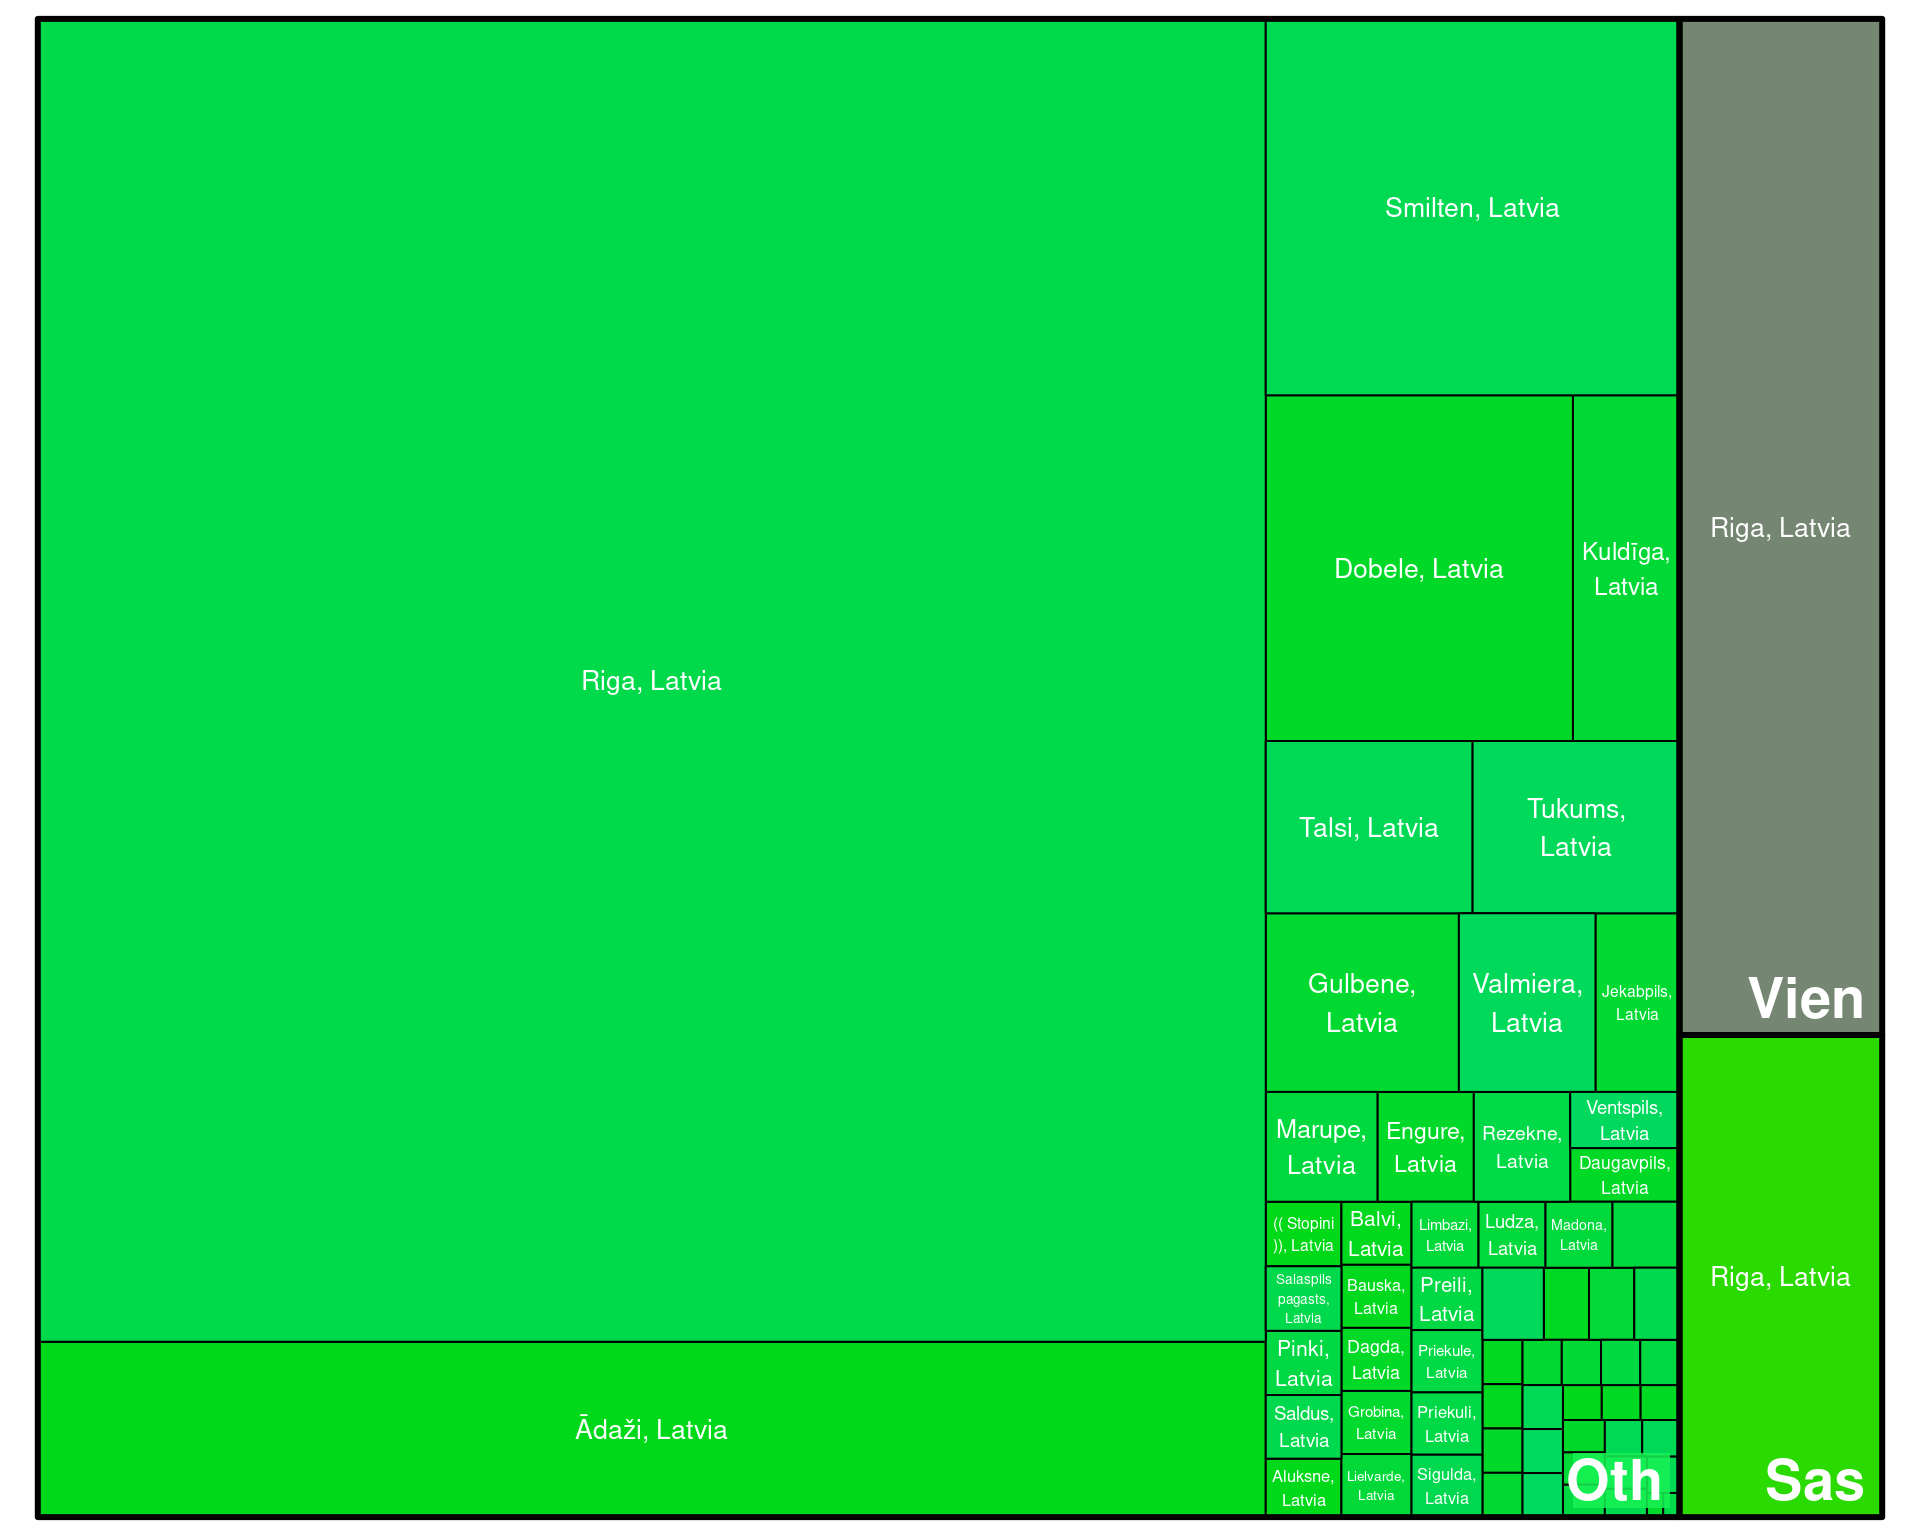 Riga, Latvia
Ādaži, Latvia
Smilten, Latvia
Dobele, Latvia
Kuldīga,
Latvia
Talsi, Latvia
Tukums,
Latvia
Gulbene,
Latvia
Valmiera,
Latvia
Jekabpils,
Latvia
Marupe,
Latvia
Engure,
Latvia
Rezekne,
Latvia
Ventspils,
Latvia
Daugavpils,
Latvia
(( Stopini
)), Latvia
Salaspils
pagasts,
Latvia
Pinki,
Latvia
Saldus,
Latvia
Aluksne,
Latvia
Balvi,
Latvia
Bauska,
Latvia
Dagda,
Latvia
Grobina,
Latvia
Lielvarde,
Latvia
Limbazi,
Latvia
Ludza,
Latvia
Madona,
Latvia
Preili,
Latvia
Priekule,
Latvia
Priekuli,
Latvia
Sigulda,
Latvia
Oth
Riga, Latvia
Vien
Riga, Latvia
Sas